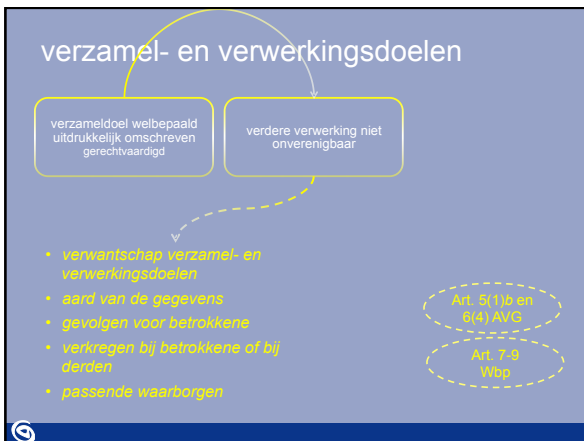 verzamel- en verwerkingsdoelen
verzameldoel welbepaald
uitdrukkelijk omschreven
gerechtvaardigd
verdere verwerking niet
onverenigbaar
• verwantschap verzamel- en
verwerkingsdoelen
• aard van de gegevens
• gevolgen voor betrokkene
• verkregen bij betrokkene of bij
derden
• passende waarborgen
Art. 5(1)b en
6(4) AVG
Art. 7-9
Wbp